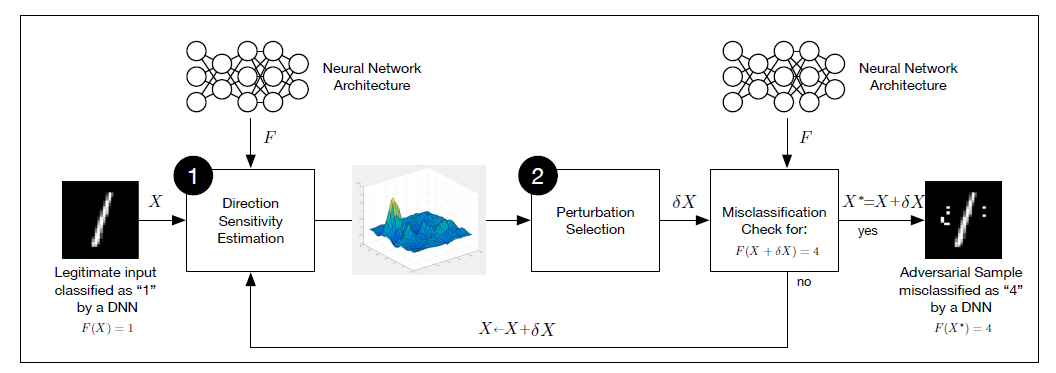 Neural Network
Architecture
F
Neural Network
Architecture
F
X
1
Direction
Sensitivity
Estimation
2
Perturbation
Selection
δX
Misclassification
Check for:
F(X + δX) = 4
X*=X+δX
yes
no
Legitimate input
classified as “1”
by a DNN
F(X) = 1
Adversarial Sample
misclassified as “4”
by a DNN
F(X*) = 4
X←X+δX